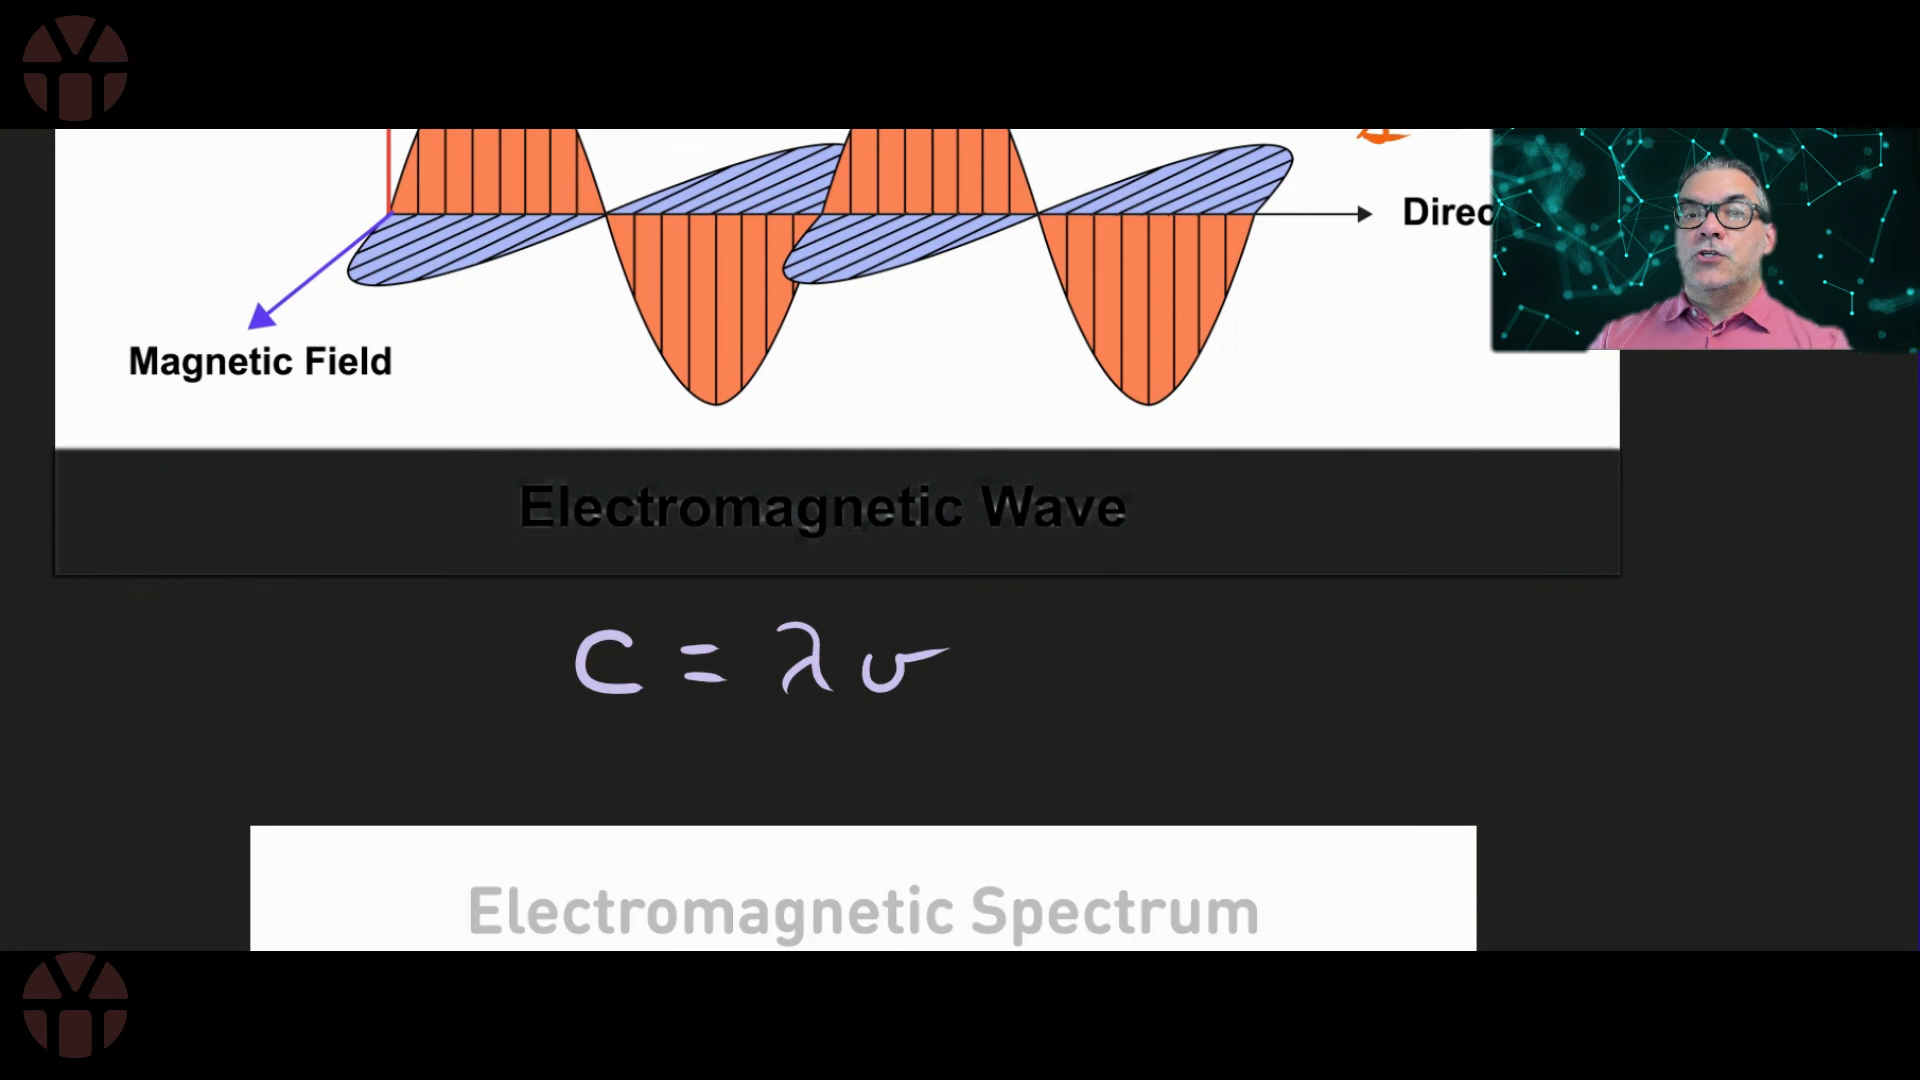 Direc
Magnetic Field
Electromagnetic Wave
C = λν
Electromagnetic Spectrum